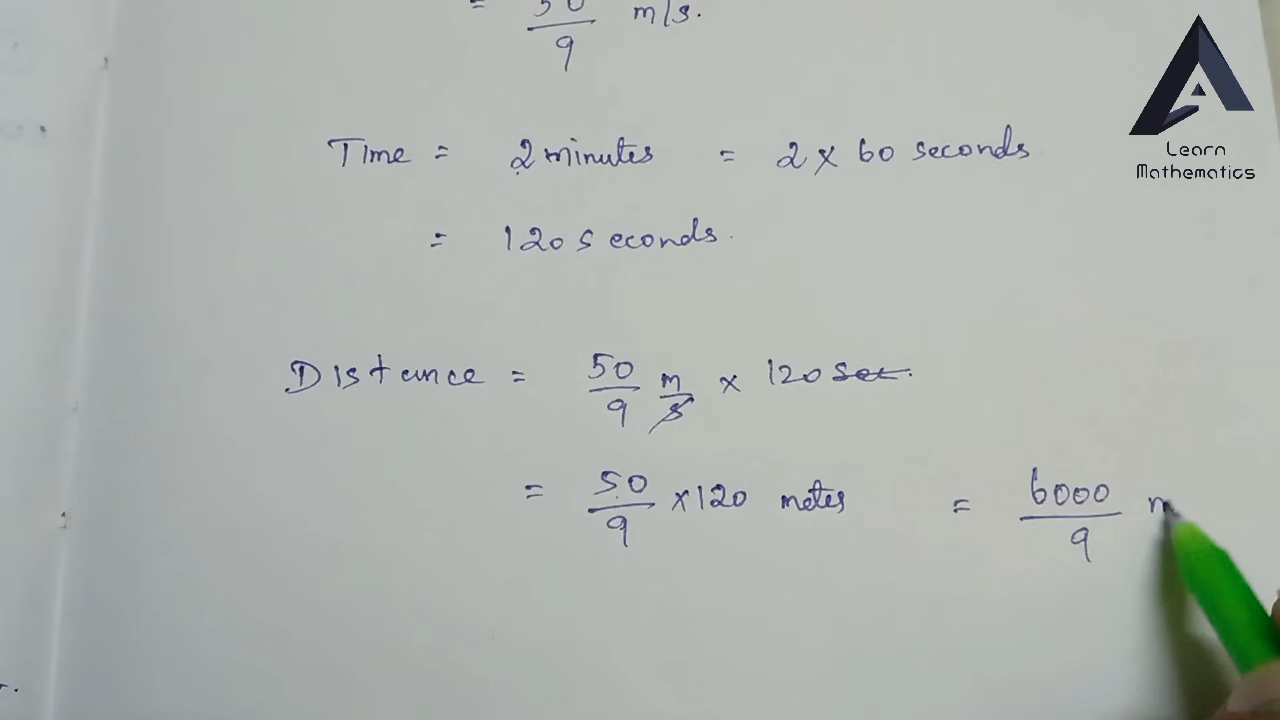 = 50/9 m/s.
Learn
Mathematics
Time = 2 minutes = 2 × 60 seconds
= 120 seconds.
Distance = 50/9 m/s × 120 sec.
= 50/9 × 120 metes = 6000/9 m